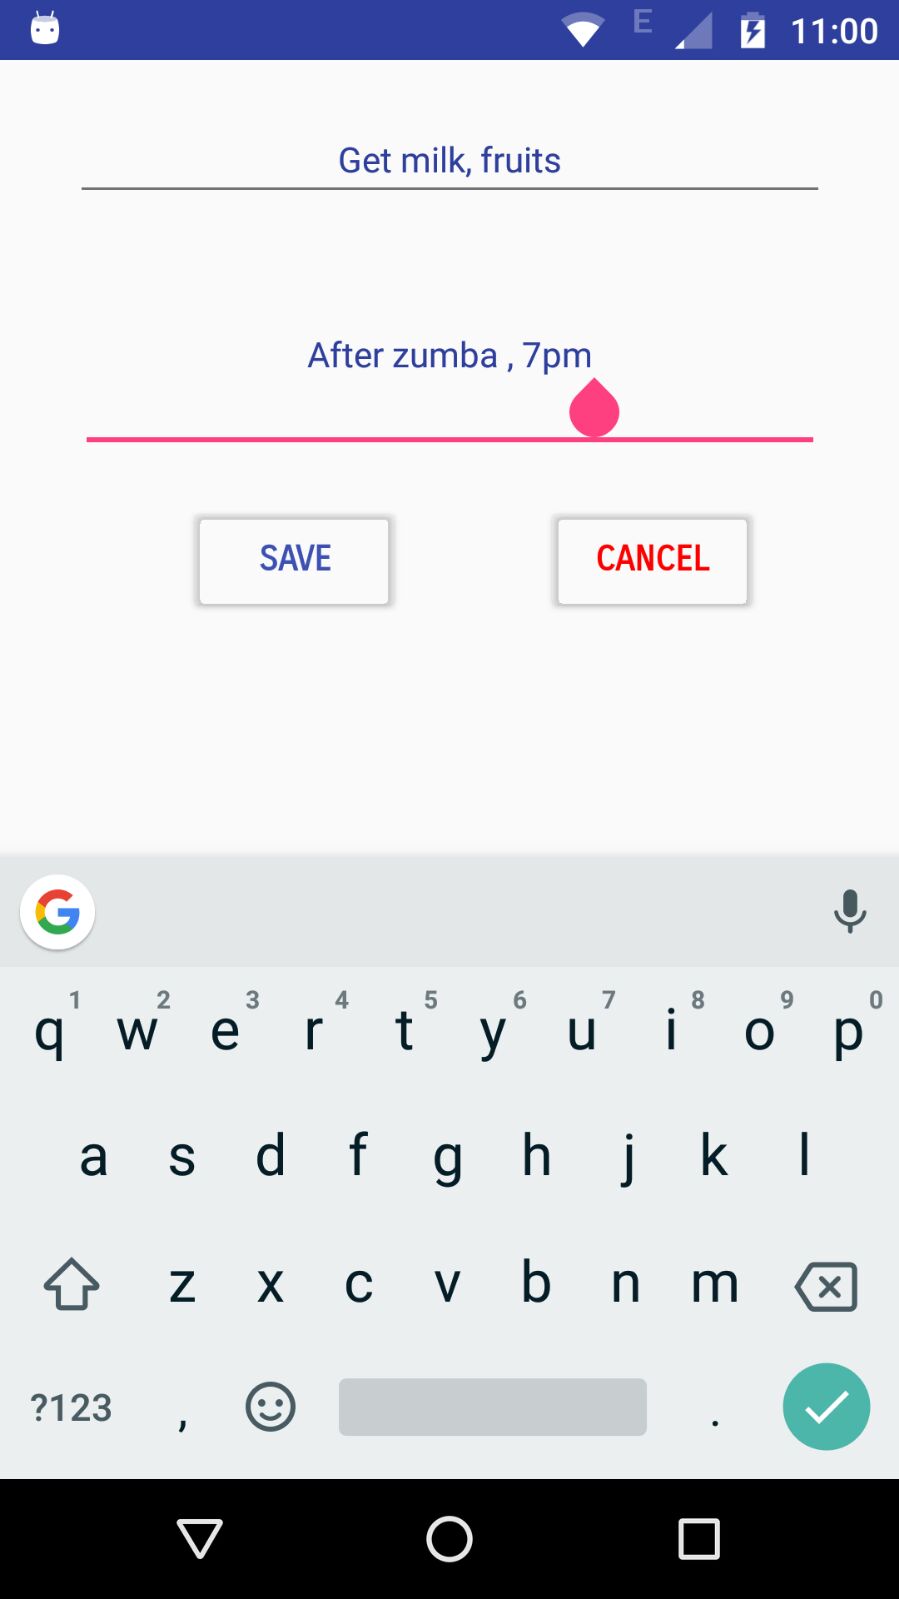 E 11:00
Get milk, fruits
After zumba , 7pm
SAVE CANCEL
G
q 1 w 2 e 3 r 4 t 5 y 6 u 7 i 8 o 9 p 0
a s d f g h j k l
z x c v b n m
?123 , .